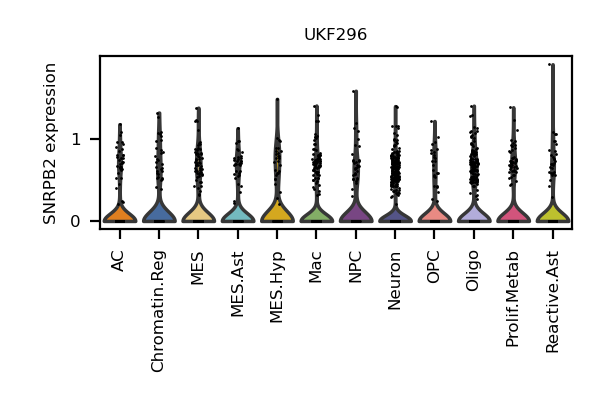 UKF296
SNRPB2 expression
1
0
AC
Chromatin.Reg
MES
MES.Ast
MES.Hyp
Mac
NPC
Neuron
OPC
Oligo
Prolif.Metab
Reactive.Ast